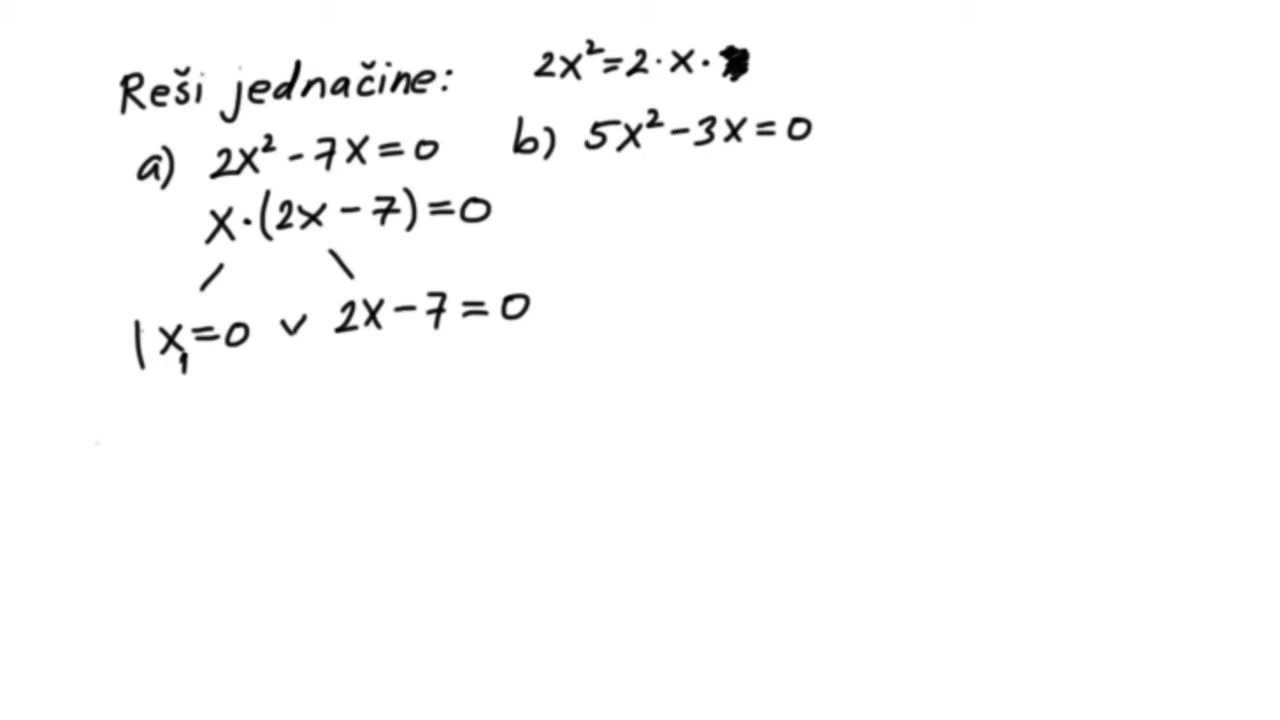 Reši jednačine:
2x² = 2 · x ·
a) 2x² - 7x = 0
b) 5x² - 3x = 0
x · (2x - 7) = 0
| x₁ = 0 ∨ 2x - 7 = 0